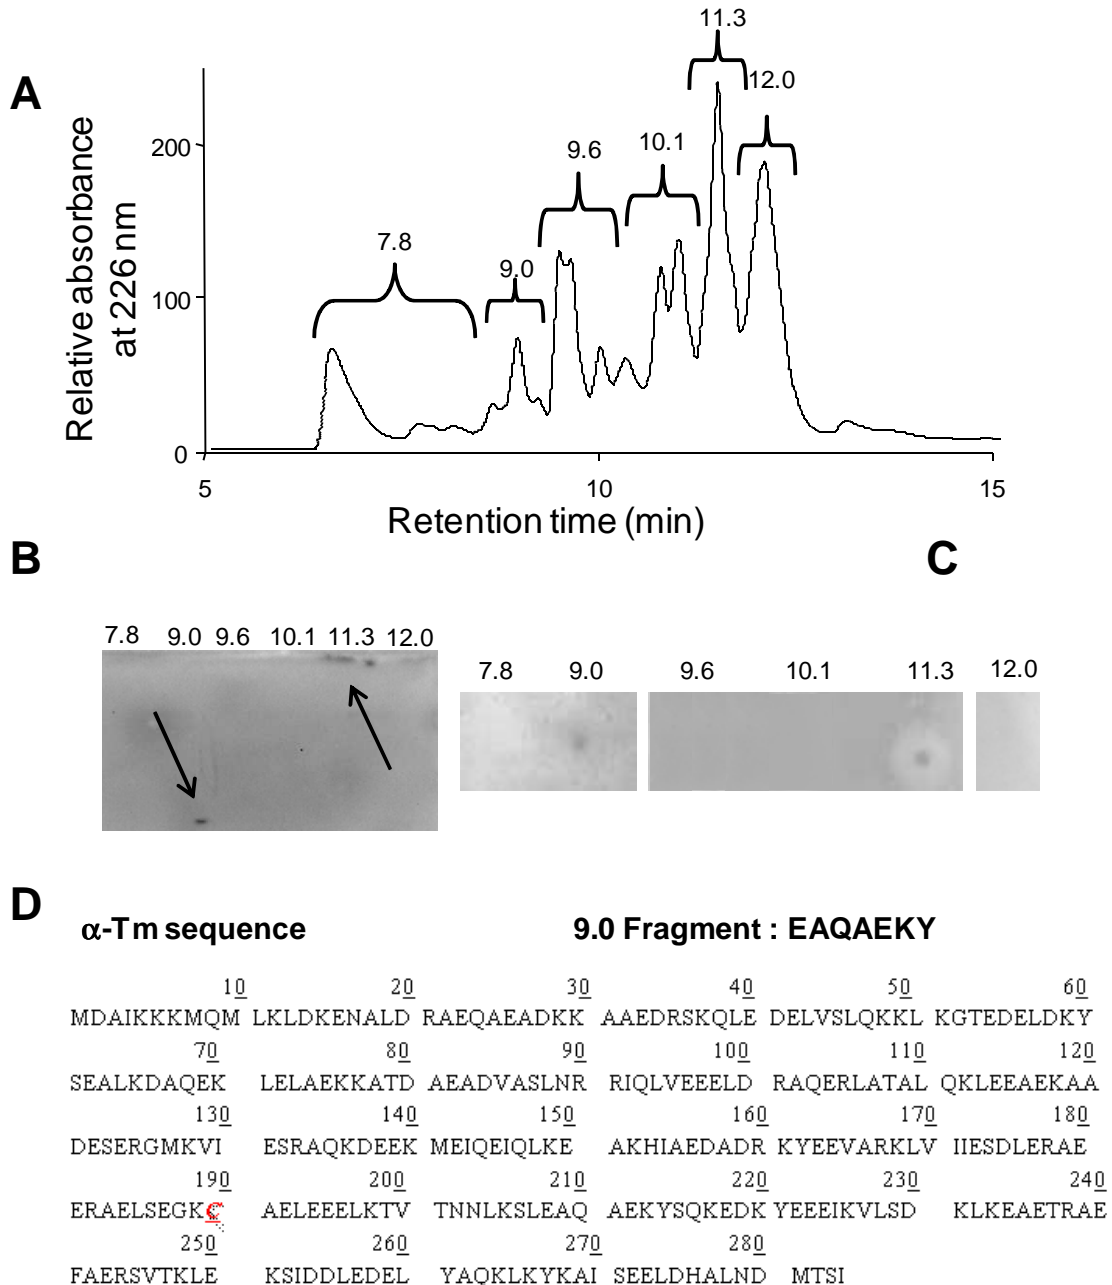 A
Relative absorbance
at 226 nm
200
100
0
7.8
9.0
9.6
10.1
11.3
12.0
5 10 15
Retention time (min)
B
7.8 9.0 9.6 10.1 11.3 12.0
C
7.8 9.0 9.6 10.1 11.3 12.0
D
α-Tm sequence 9.0 Fragment : EAQAEKY
10 20 30 40 50 60
MDAIKKKMQM LKLDKENALD RAEQAEADKK AAEDRSKQLE DELVSLQKKL KGTEDELDKY
70 80 90 100 110 120
SEALKDAQEK LELAEKKATD AEADVASLNR RIQLVEEELD RAQERLATAL QKLEEAEKAA
130 140 150 160 170 180
DESERGMKVI ESRAQKDEEK MEIQEIQLKE AKHIAEDADR KYEEVARKLV IIESDLERAE
190 200 210 220 230 240
ERAELSEGKC AELEEELKTV TNNLKSLEAQ AEKYSQKEDK YEEEIKVLSD KLKEAETRAE
250 260 270 280
FAERSVTKLE KSIDDLEDEL YAQKLKYKAI SEELDHALND MTSI